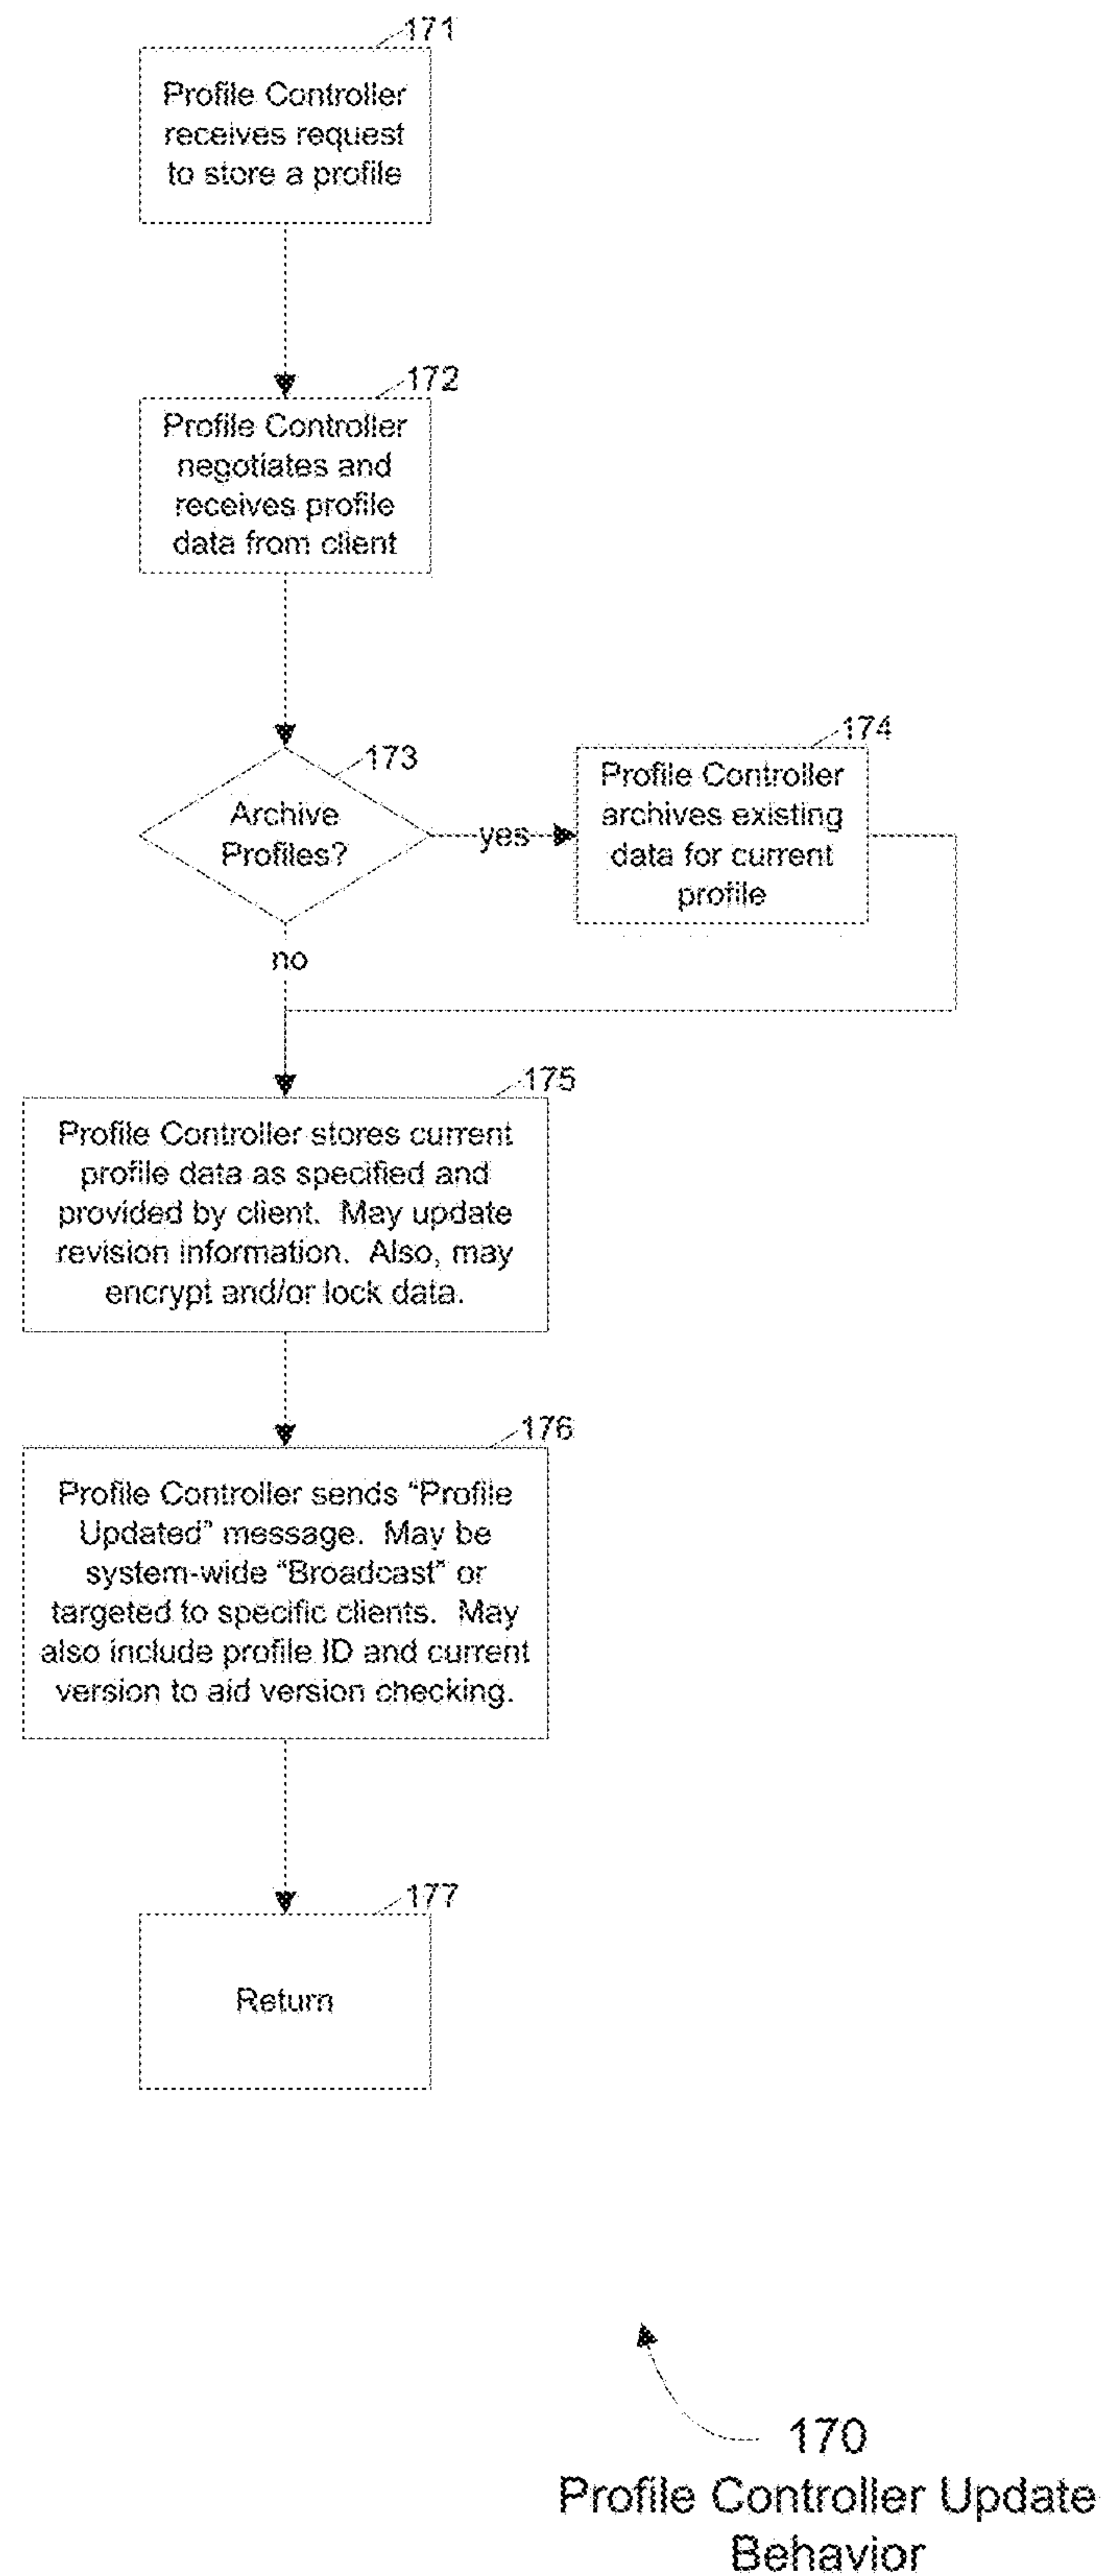 171
Profile Controller
receives request
to store a profile
172
Profile Controller
negotiates and
receives profile
data from client
173
Archive
Profiles?
yes
174
Profile Controller
archives existing
data for current
profile
no
175
Profile Controller stores current
profile data as specified and
provided by client.  May update
revision information.  Also, may
encrypt and/or lock data.
176
Profile Controller sends “Profile
Updated” message.  May be
system-wide “Broadcast” or
targeted to specific clients.  May
also include profile ID and current
version to aid version checking.
177
Return
170
Profile Controller Update
Behavior